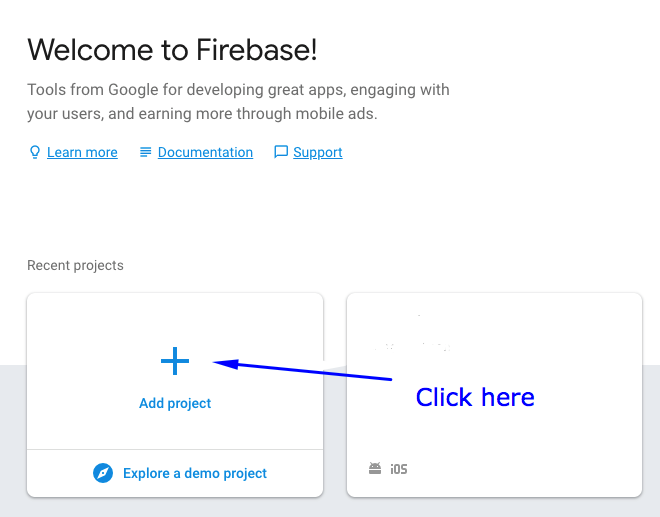 Welcome to Firebase!
Tools from Google for developing great apps, engaging with
your users, and earning more through mobile ads.
Learn more Documentation Support
Recent projects
Add project
Click here
Explore a demo project
iOS